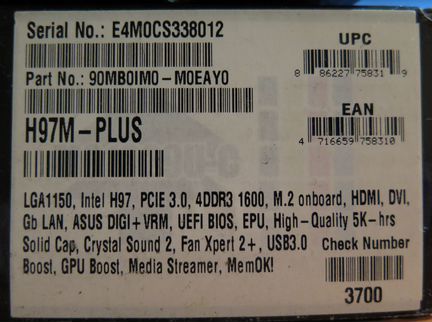 Serial No.: E4M0CS338012
UPC
8 86227 75831 9
Part No.: 90MB0IM0-M0EAY0
EAN
4 716659 758310
H97M-PLUS
LGA1150, Intel H97, PCIE 3.0, 4DDR3 1600, M.2 onboard, HDMI, DVI,
Gb LAN, ASUS DIGI+VRM, UEFI BIOS, EPU, High-Quality 5K-hrs
Solid Cap, Crystal Sound 2, Fan Xpert 2+, USB3.0
Boost, GPU Boost, Media Streamer, MemOK!
Check Number
3700